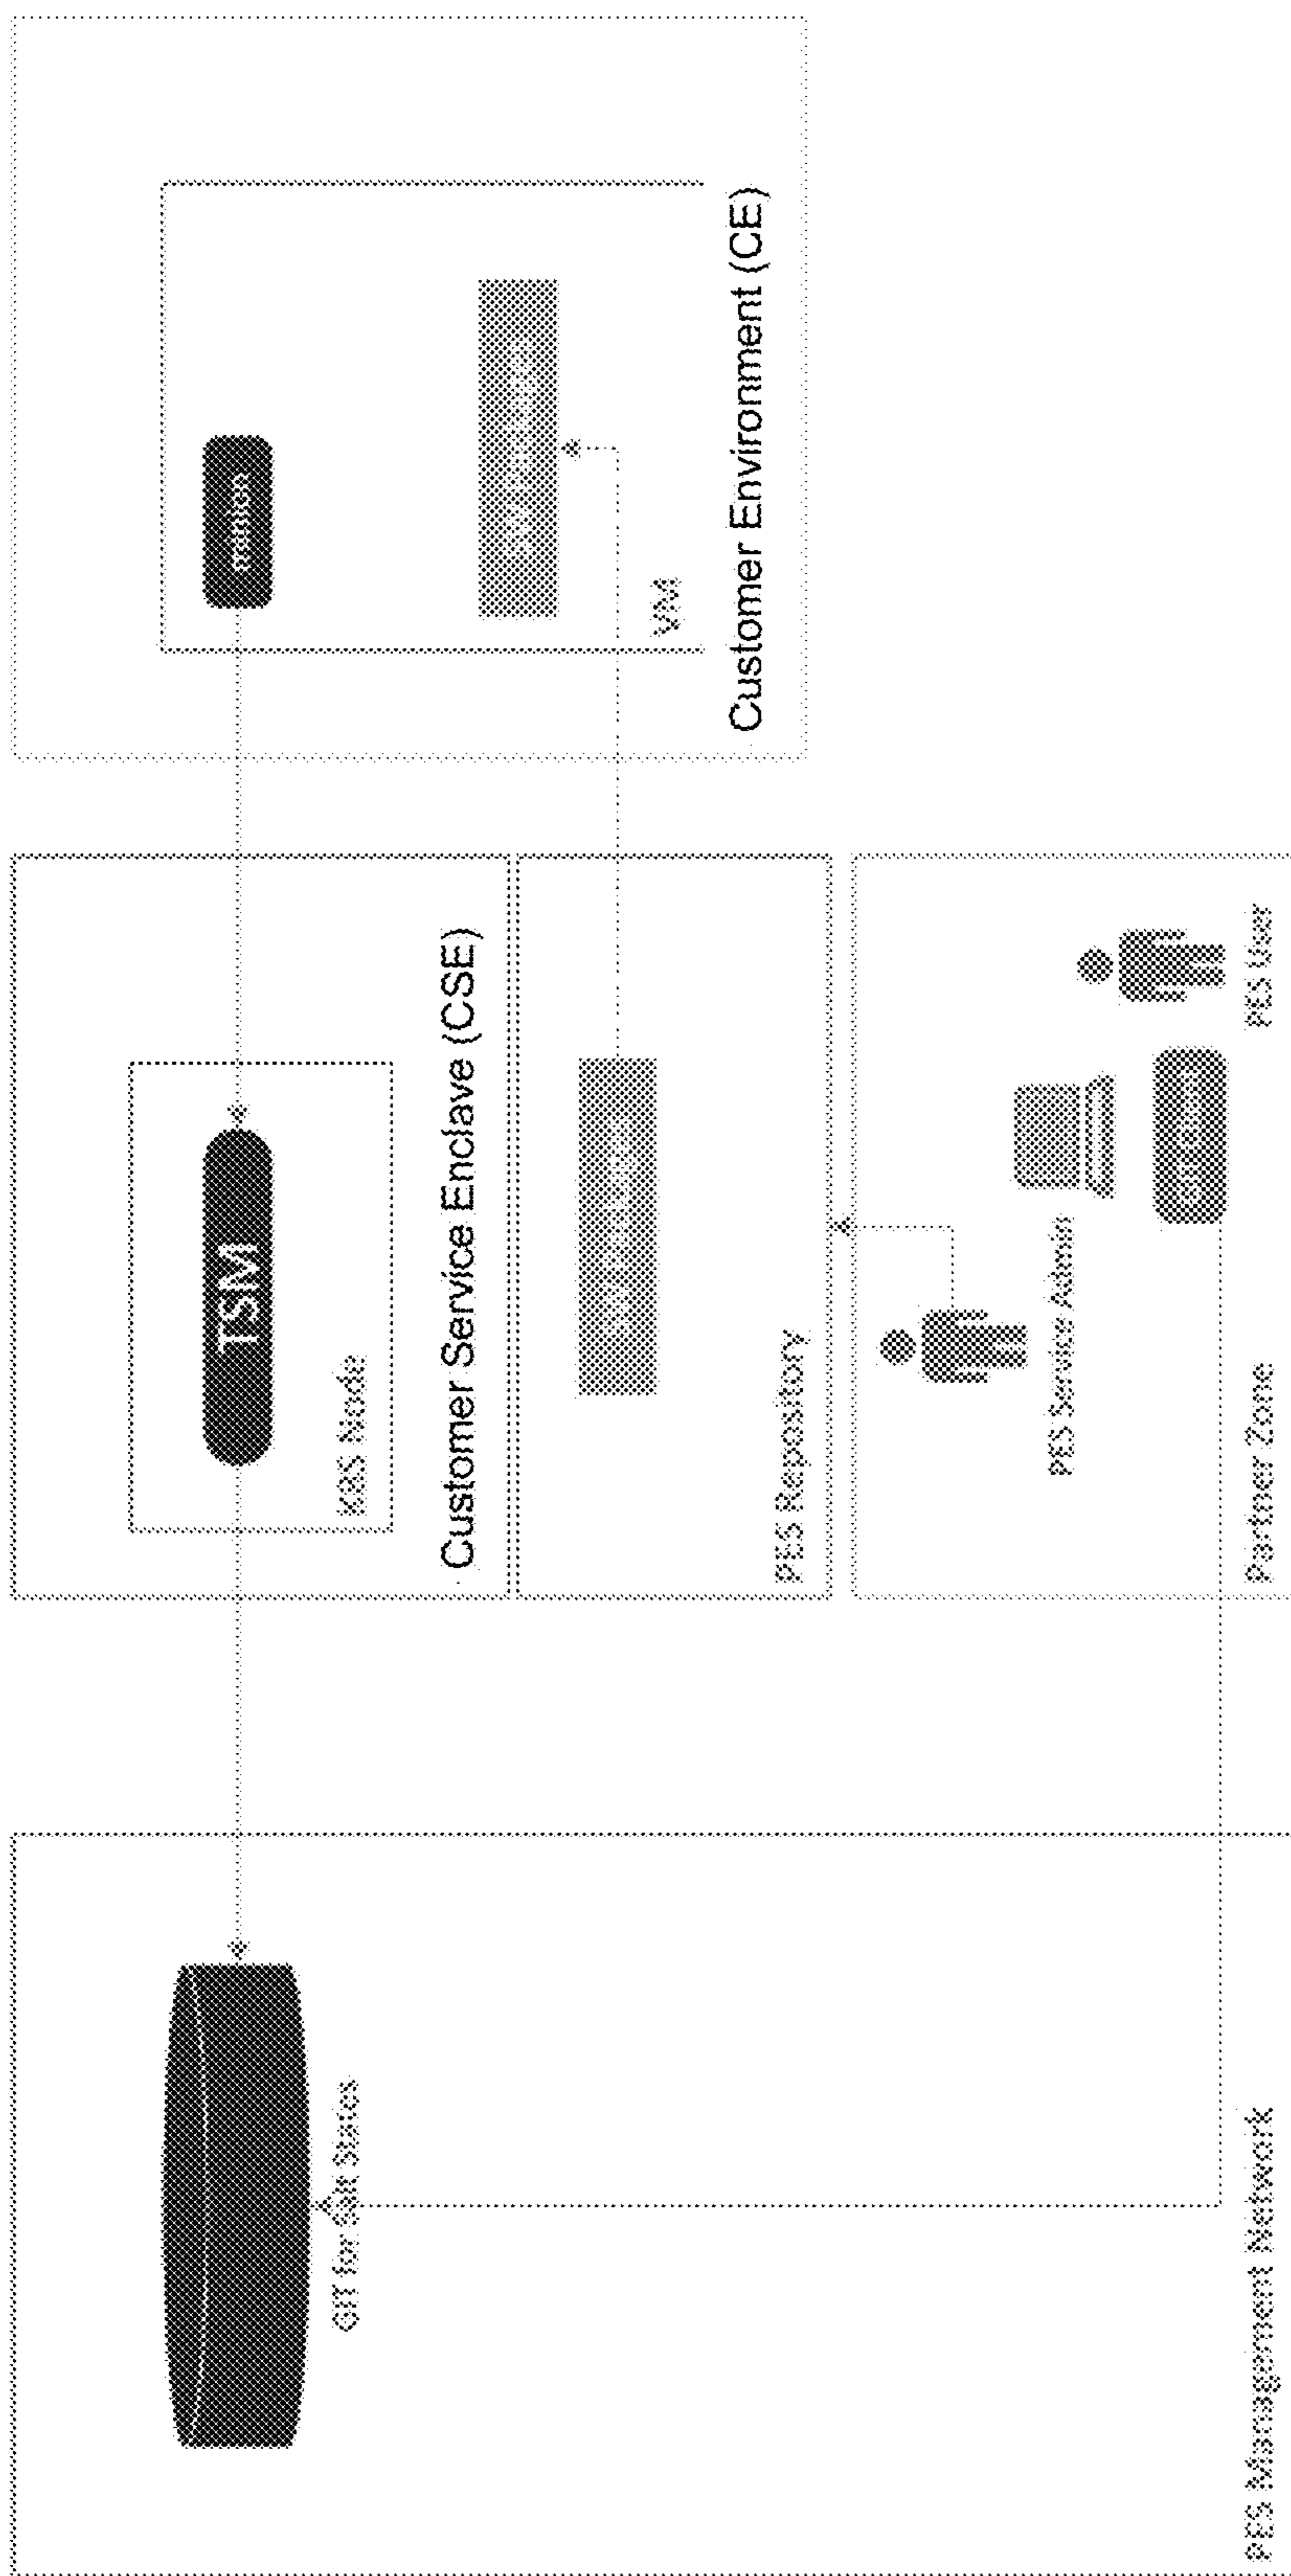 GIT for Salt States
PES Management Network
TSM
K8S Node
Customer Service Enclave (CSE)
PES Repository
PES Service Admin
PES User
Partner Zone
minion
VM
Customer Environment (CE)